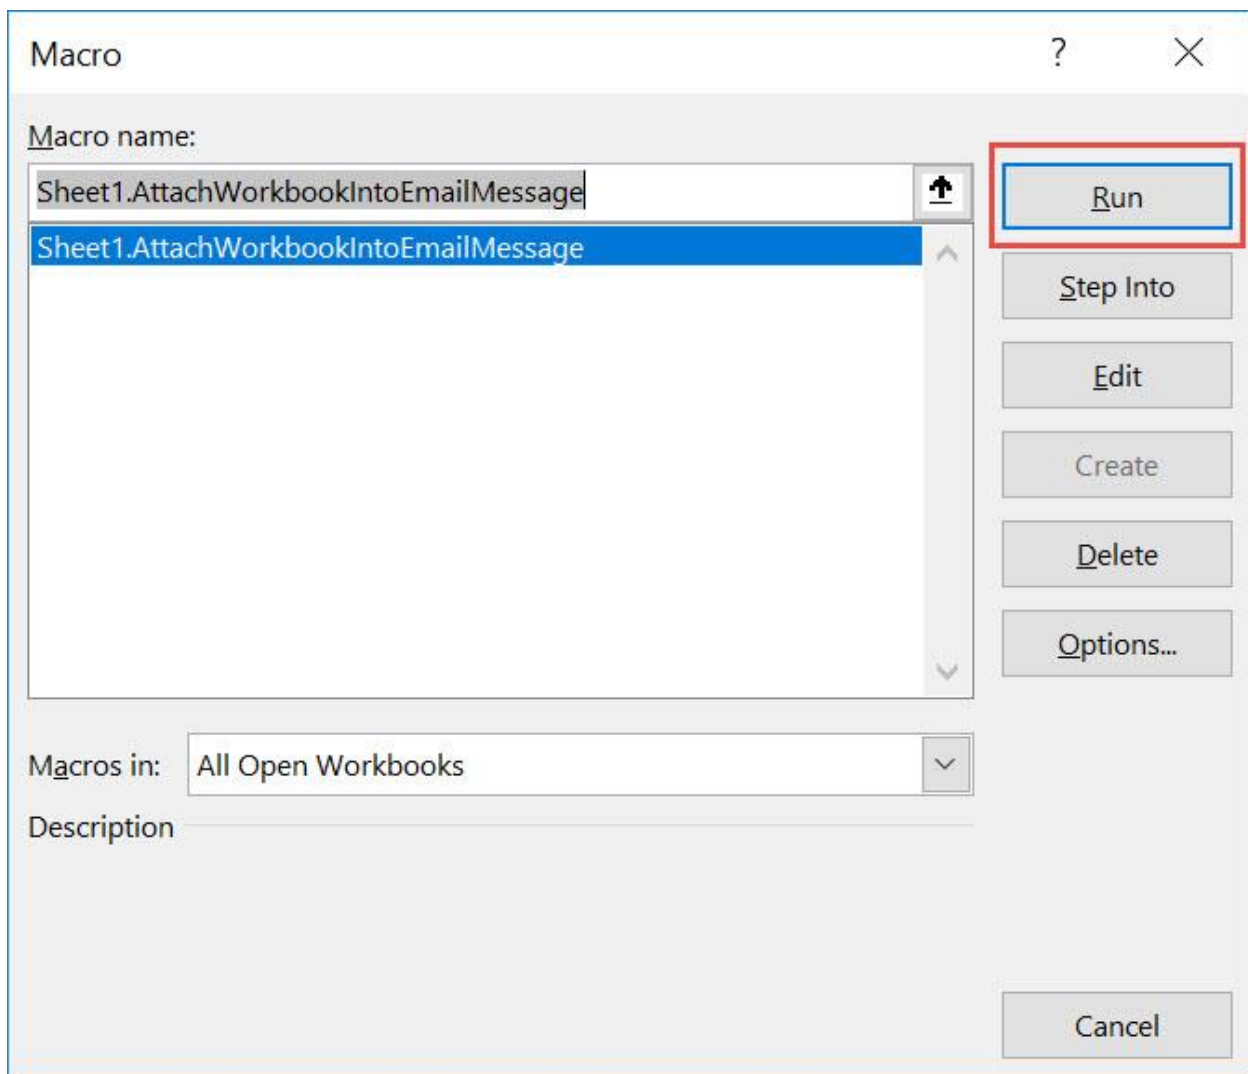 Macro
?
Macro name:
Sheet1.AttachWorkbookIntoEmailMessage
Run
Sheet1.AttachWorkbookIntoEmailMessage
Step Into
Edit
Create
Delete
Options...
Macros in:
All Open Workbooks
Description
Cancel